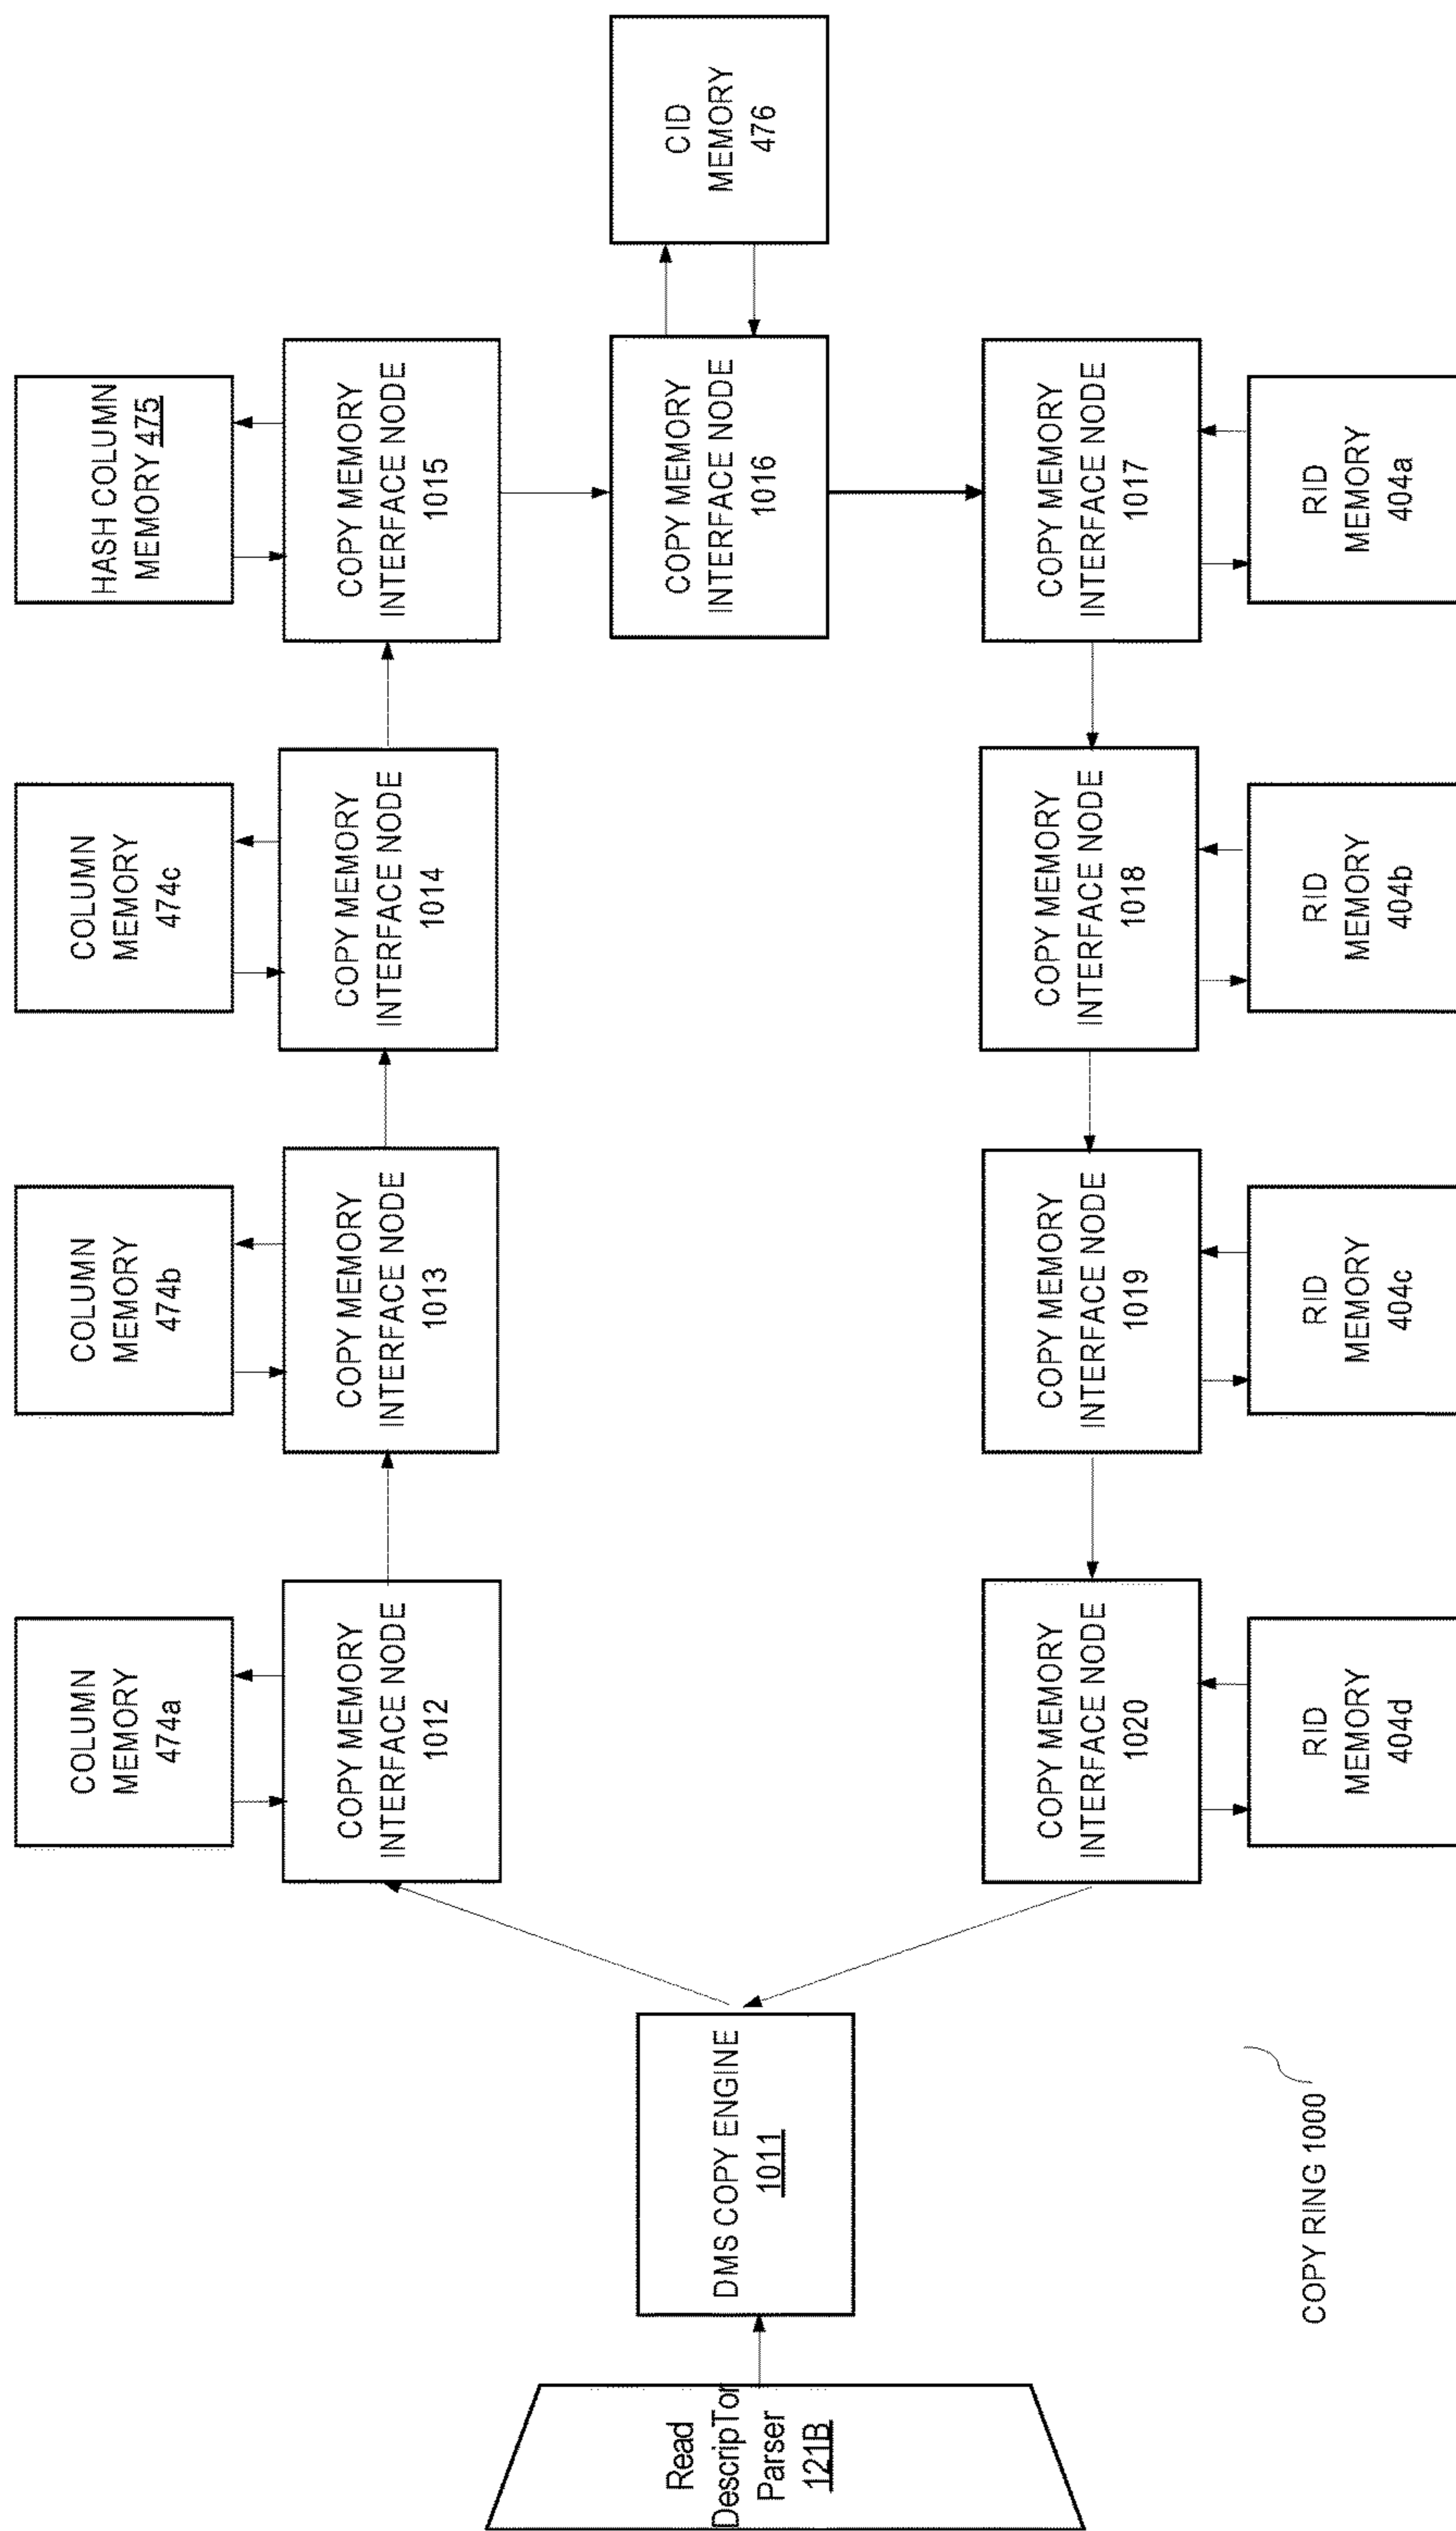 COLUMN
MEMORY
474a
COLUMN
MEMORY
474b
COLUMN
MEMORY
474c
HASH COLUMN
MEMORY 475
COPY MEMORY
INTERFACE NODE
1012
COPY MEMORY
INTERFACE NODE
1013
COPY MEMORY
INTERFACE NODE
1014
COPY MEMORY
INTERFACE NODE
1015
Read
DescripTor
Parser
121B
DMS COPY ENGINE
1011
COPY MEMORY
INTERFACE NODE
1016
CID
MEMORY
476
COPY MEMORY
INTERFACE NODE
1020
COPY MEMORY
INTERFACE NODE
1019
COPY MEMORY
INTERFACE NODE
1018
COPY MEMORY
INTERFACE NODE
1017
RID
MEMORY
404d
RID
MEMORY
404c
RID
MEMORY
404b
RID
MEMORY
404a
COPY RING 1000